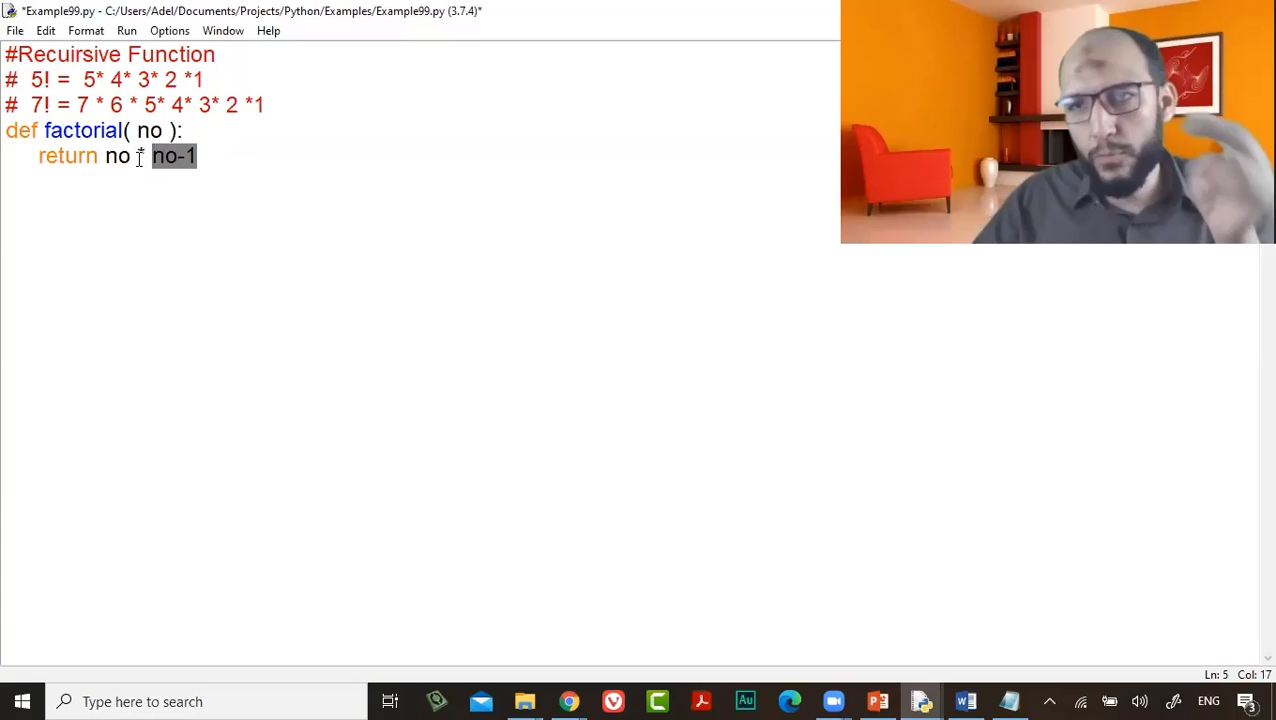 *Example99.py - C:/Users/Adel/Documents/Projects/Python/Examples/Example99.py (3.7.4)*
File Edit Format Run Options Window Help
#Recuirsive Function
# 5! = 5* 4* 3* 2 *1
# 7! = 7 * 6 * 5* 4* 3* 2 *1
def factorial( no ):
return no * no-1
Ln: 5 Col: 17
Type here to search
Au
ENG
3